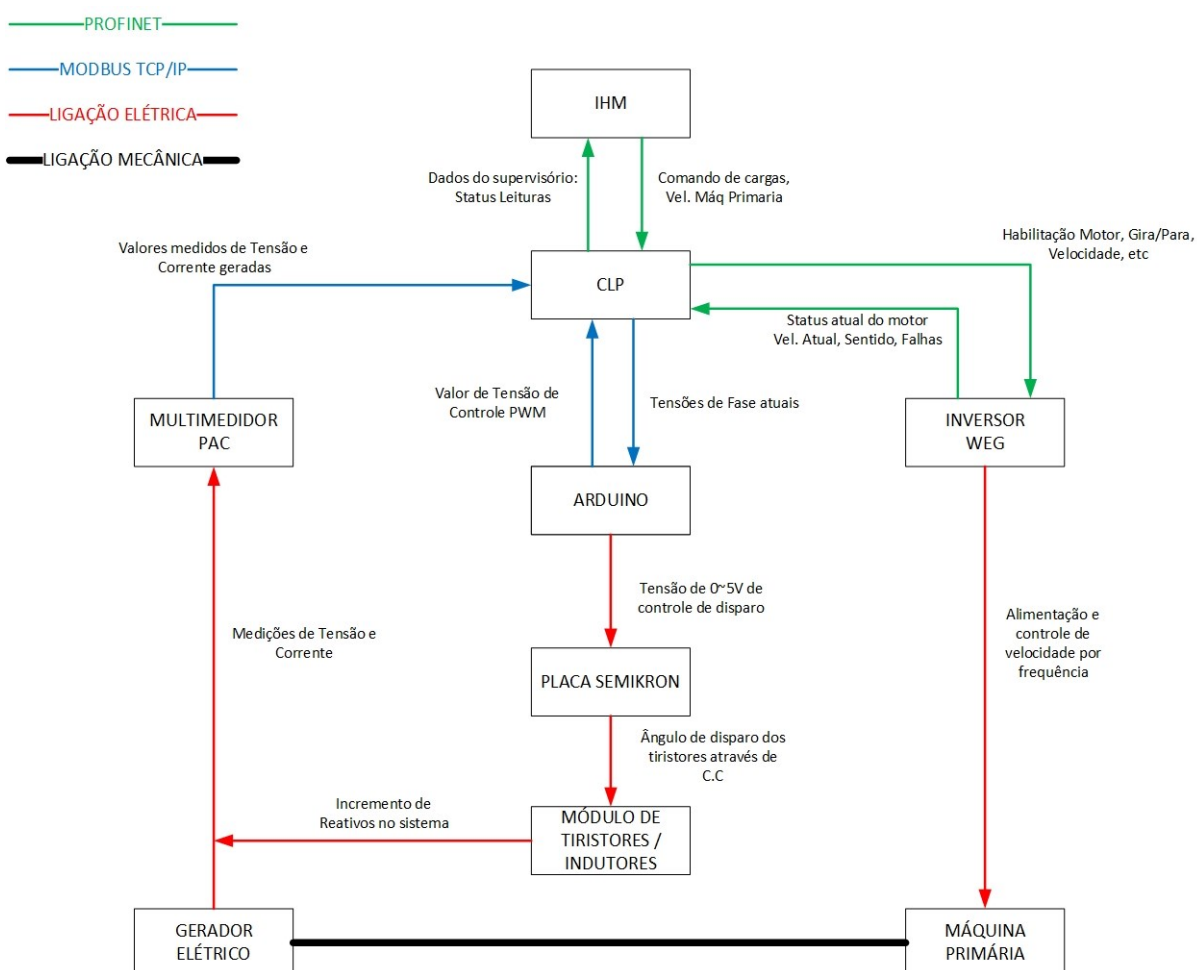 PROFINET
MODBUS TCP/IP
LIGAÇÃO ELÉTRICA
LIGAÇÃO MECÂNICA
IHM
Dados do supervisório:
Status Leituras
Comando de cargas,
Vel. Máq Primaria
Valores medidos de Tensão e
Corrente geradas
CLP
Habilitação Motor, Gira/Para,
Velocidade, etc
Status atual do motor
Vel. Atual, Sentido, Falhas
Valor de Tensão de
Controle PWM
Tensões de Fase atuais
MULTIMEDIDOR
PAC
INVERSOR
WEG
ARDUINO
Tensão de 0~5V de
controle de disparo
Medições de Tensão e
Corrente
Alimentação e
controle de
velocidade por
frequência
PLACA SEMIKRON
Ângulo de disparo dos
tiristores através de
C.C
Incremento de
Reativos no sistema
MÓDULO DE
TIRISTORES /
INDUTORES
GERADOR
ELÉTRICO
MÁQUINA
PRIMÁRIA